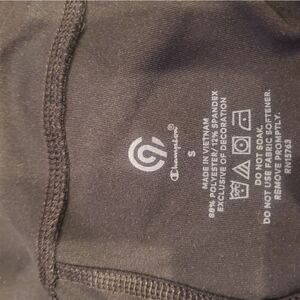 Champion
S
MADE IN VIETNAM
88% POLYESTER/12% SPANDEX
EXCLUSIVE OF DECORATION
DO NOT SOAK.
DO NOT USE FABRIC SOFTENER.
REMOVE PROMPTLY.
RN15763